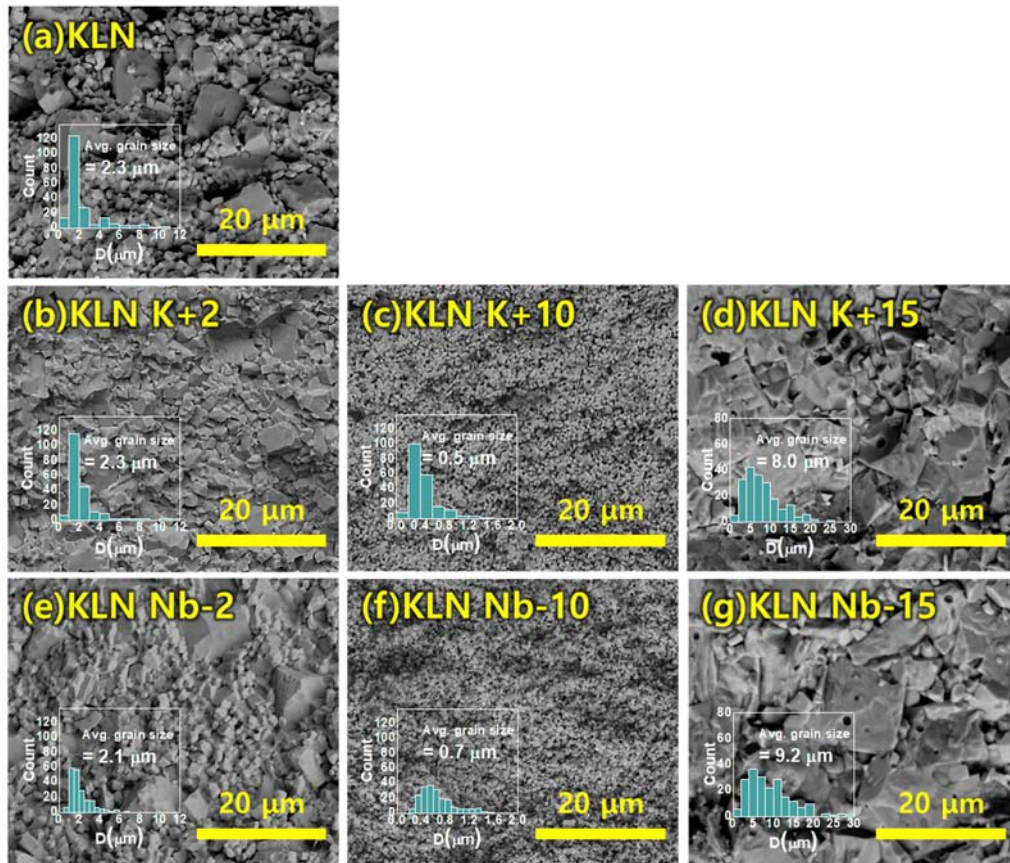 (a)KLN
120
100
80
60
40
20
0
Count
Avg. grain size
= 2.3 μm
0 2 4 6 8 10 12
D(μm)
20 μm
(b)KLN K+2
120
100
80
60
40
20
0
Count
Avg. grain size
= 2.3 μm
0 2 4 6 8 10 12
D(μm)
20 μm
(c)KLN K+10
120
100
80
60
40
20
0
Count
Avg. grain size
= 0.5 μm
0.0 0.4 0.8 1.2 1.6 2.0
D(μm)
20 μm
(d)KLN K+15
80
60
40
20
0
Count
Avg. grain size
= 8.0 μm
0 5 10 15 20 25 30
D(μm)
20 μm
(e)KLN Nb-2
120
100
80
60
40
20
0
Count
Avg. grain size
= 2.1 μm
0 2 4 6 8 10 12
D(μm)
20 μm
(f)KLN Nb-10
120
100
80
60
40
20
0
Count
Avg. grain size
= 0.7 μm
0.0 0.4 0.8 1.2 1.6 2.0
D(μm)
20 μm
(g)KLN Nb-15
80
60
40
20
0
Count
Avg. grain size
= 9.2 μm
0 5 10 15 20 25 30
D(μm)
20 μm